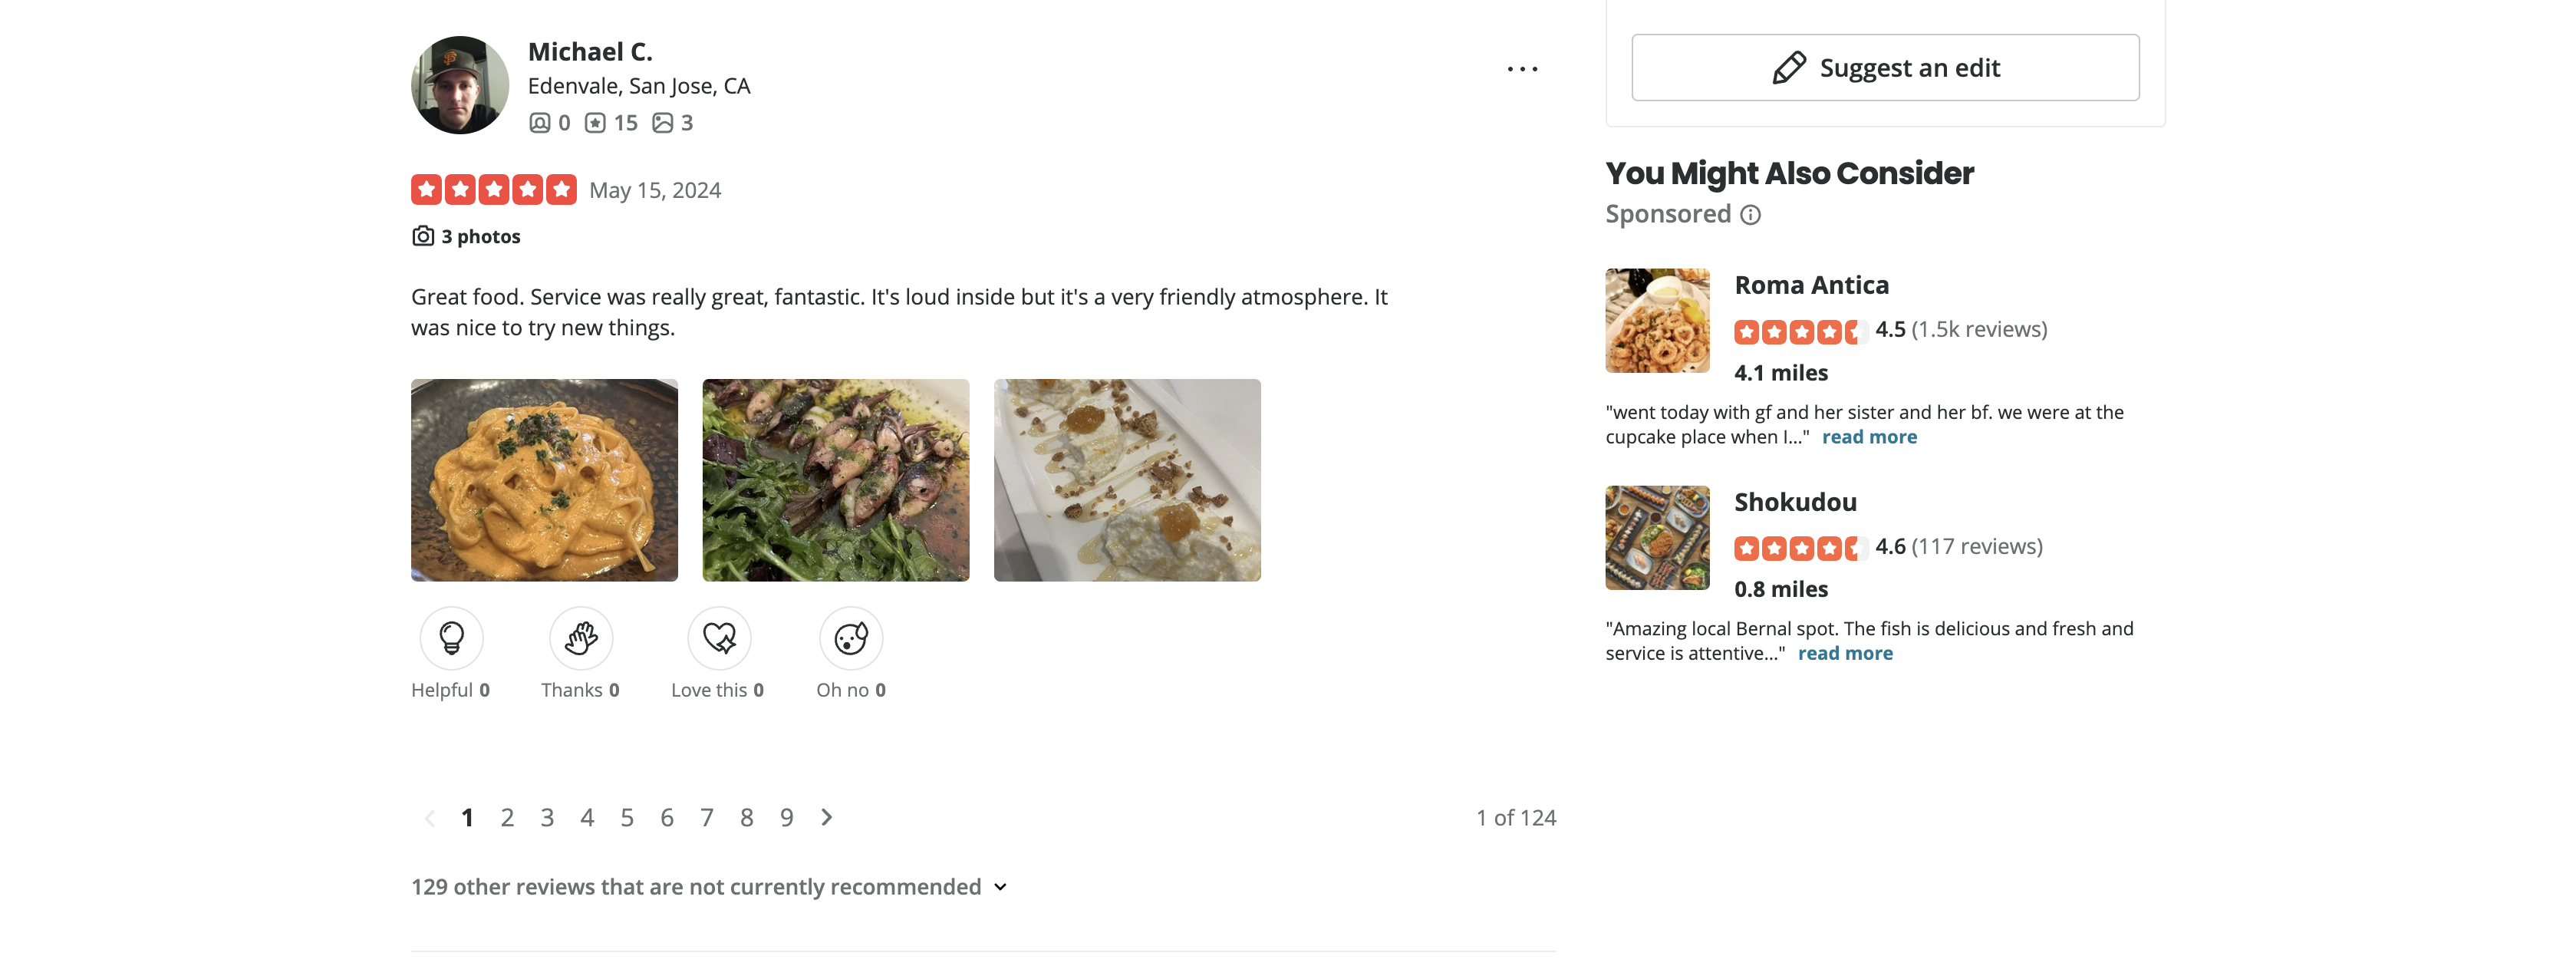 Michael C.
Edenvale, San Jose, CA
0 15 3
May 15, 2024
3 photos
Great food. Service was really great, fantastic. It's loud inside but it's a very friendly atmosphere. It
was nice to try new things.
Helpful 0
Thanks 0
Love this 0
Oh no 0
1 2 3 4 5 6 7 8 9
1 of 124
129 other reviews that are not currently recommended
Suggest an edit
You Might Also Consider
Sponsored
Roma Antica
4.5 (1.5k reviews)
4.1 miles
"went today with gf and her sister and her bf. we were at the
cupcake place when I..." read more
Shokudou
4.6 (117 reviews)
0.8 miles
"Amazing local Bernal spot. The fish is delicious and fresh and
service is attentive..." read more